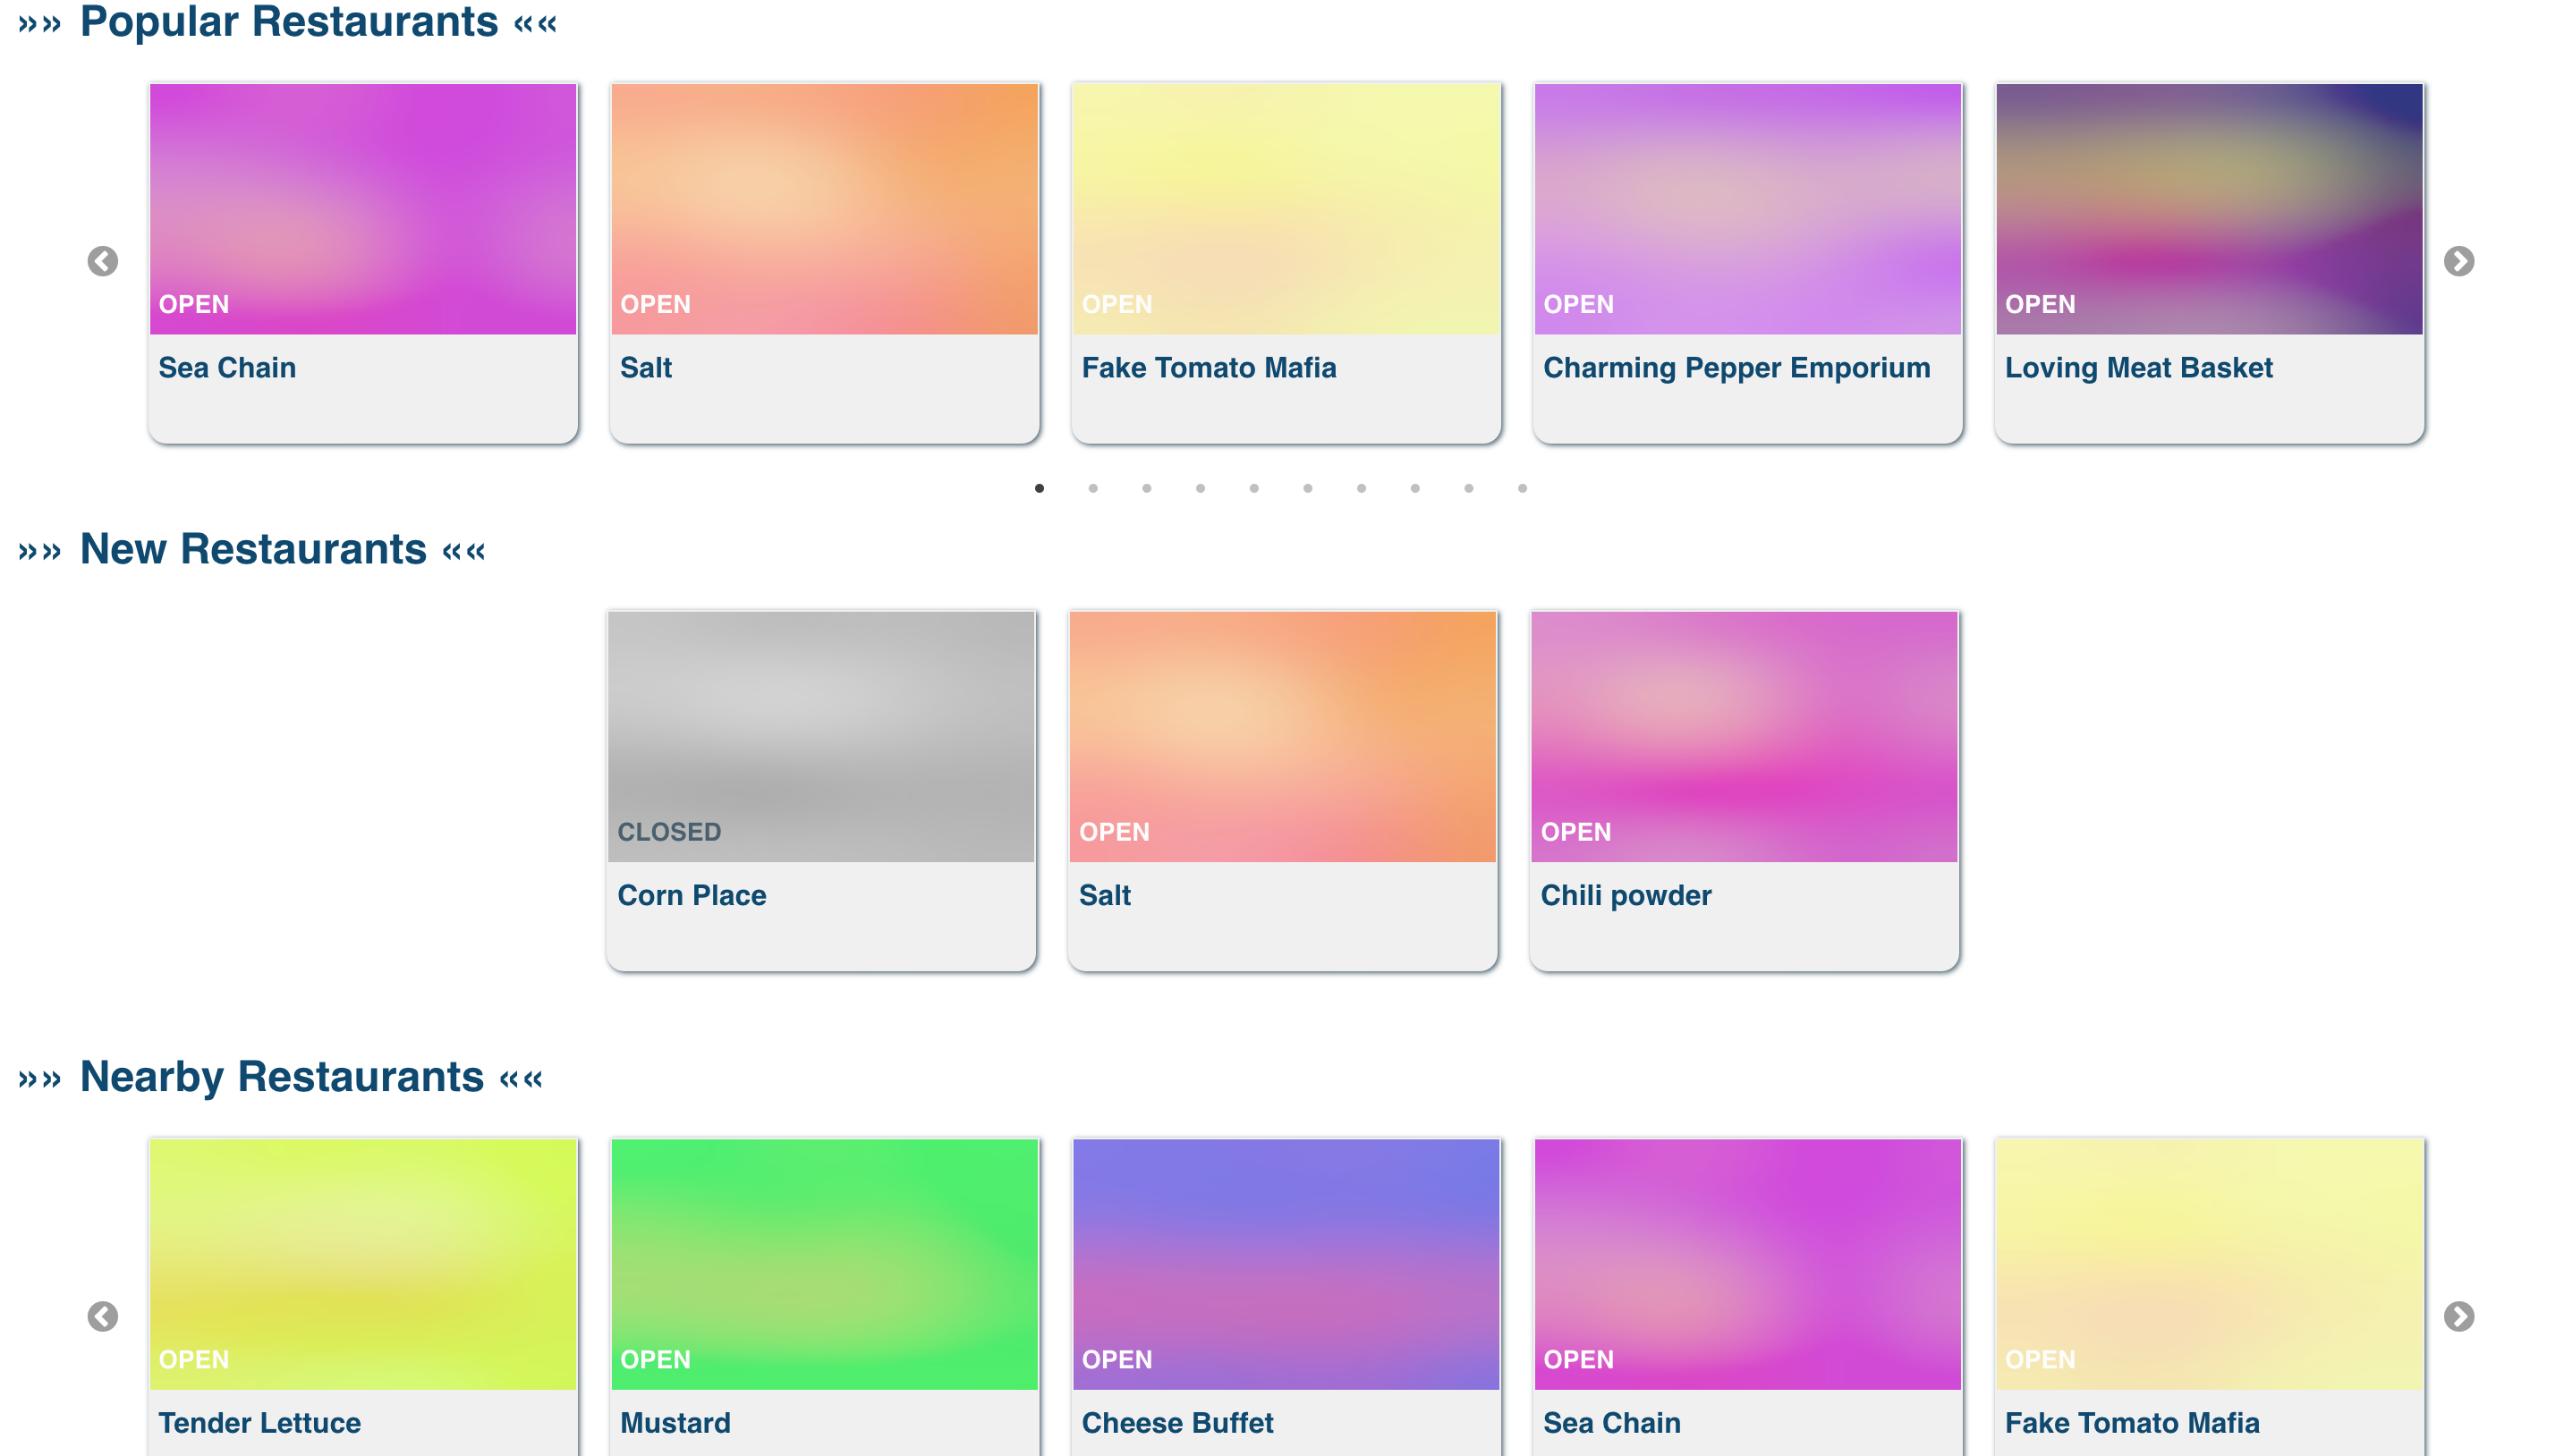 »» Popular Restaurants ««
OPEN
Sea Chain
OPEN
Salt
OPEN
Fake Tomato Mafia
OPEN
Charming Pepper Emporium
OPEN
Loving Meat Basket
»» New Restaurants ««
CLOSED
Corn Place
OPEN
Salt
OPEN
Chili powder
»» Nearby Restaurants ««
OPEN
Tender Lettuce
OPEN
Mustard
OPEN
Cheese Buffet
OPEN
Sea Chain
OPEN
Fake Tomato Mafia